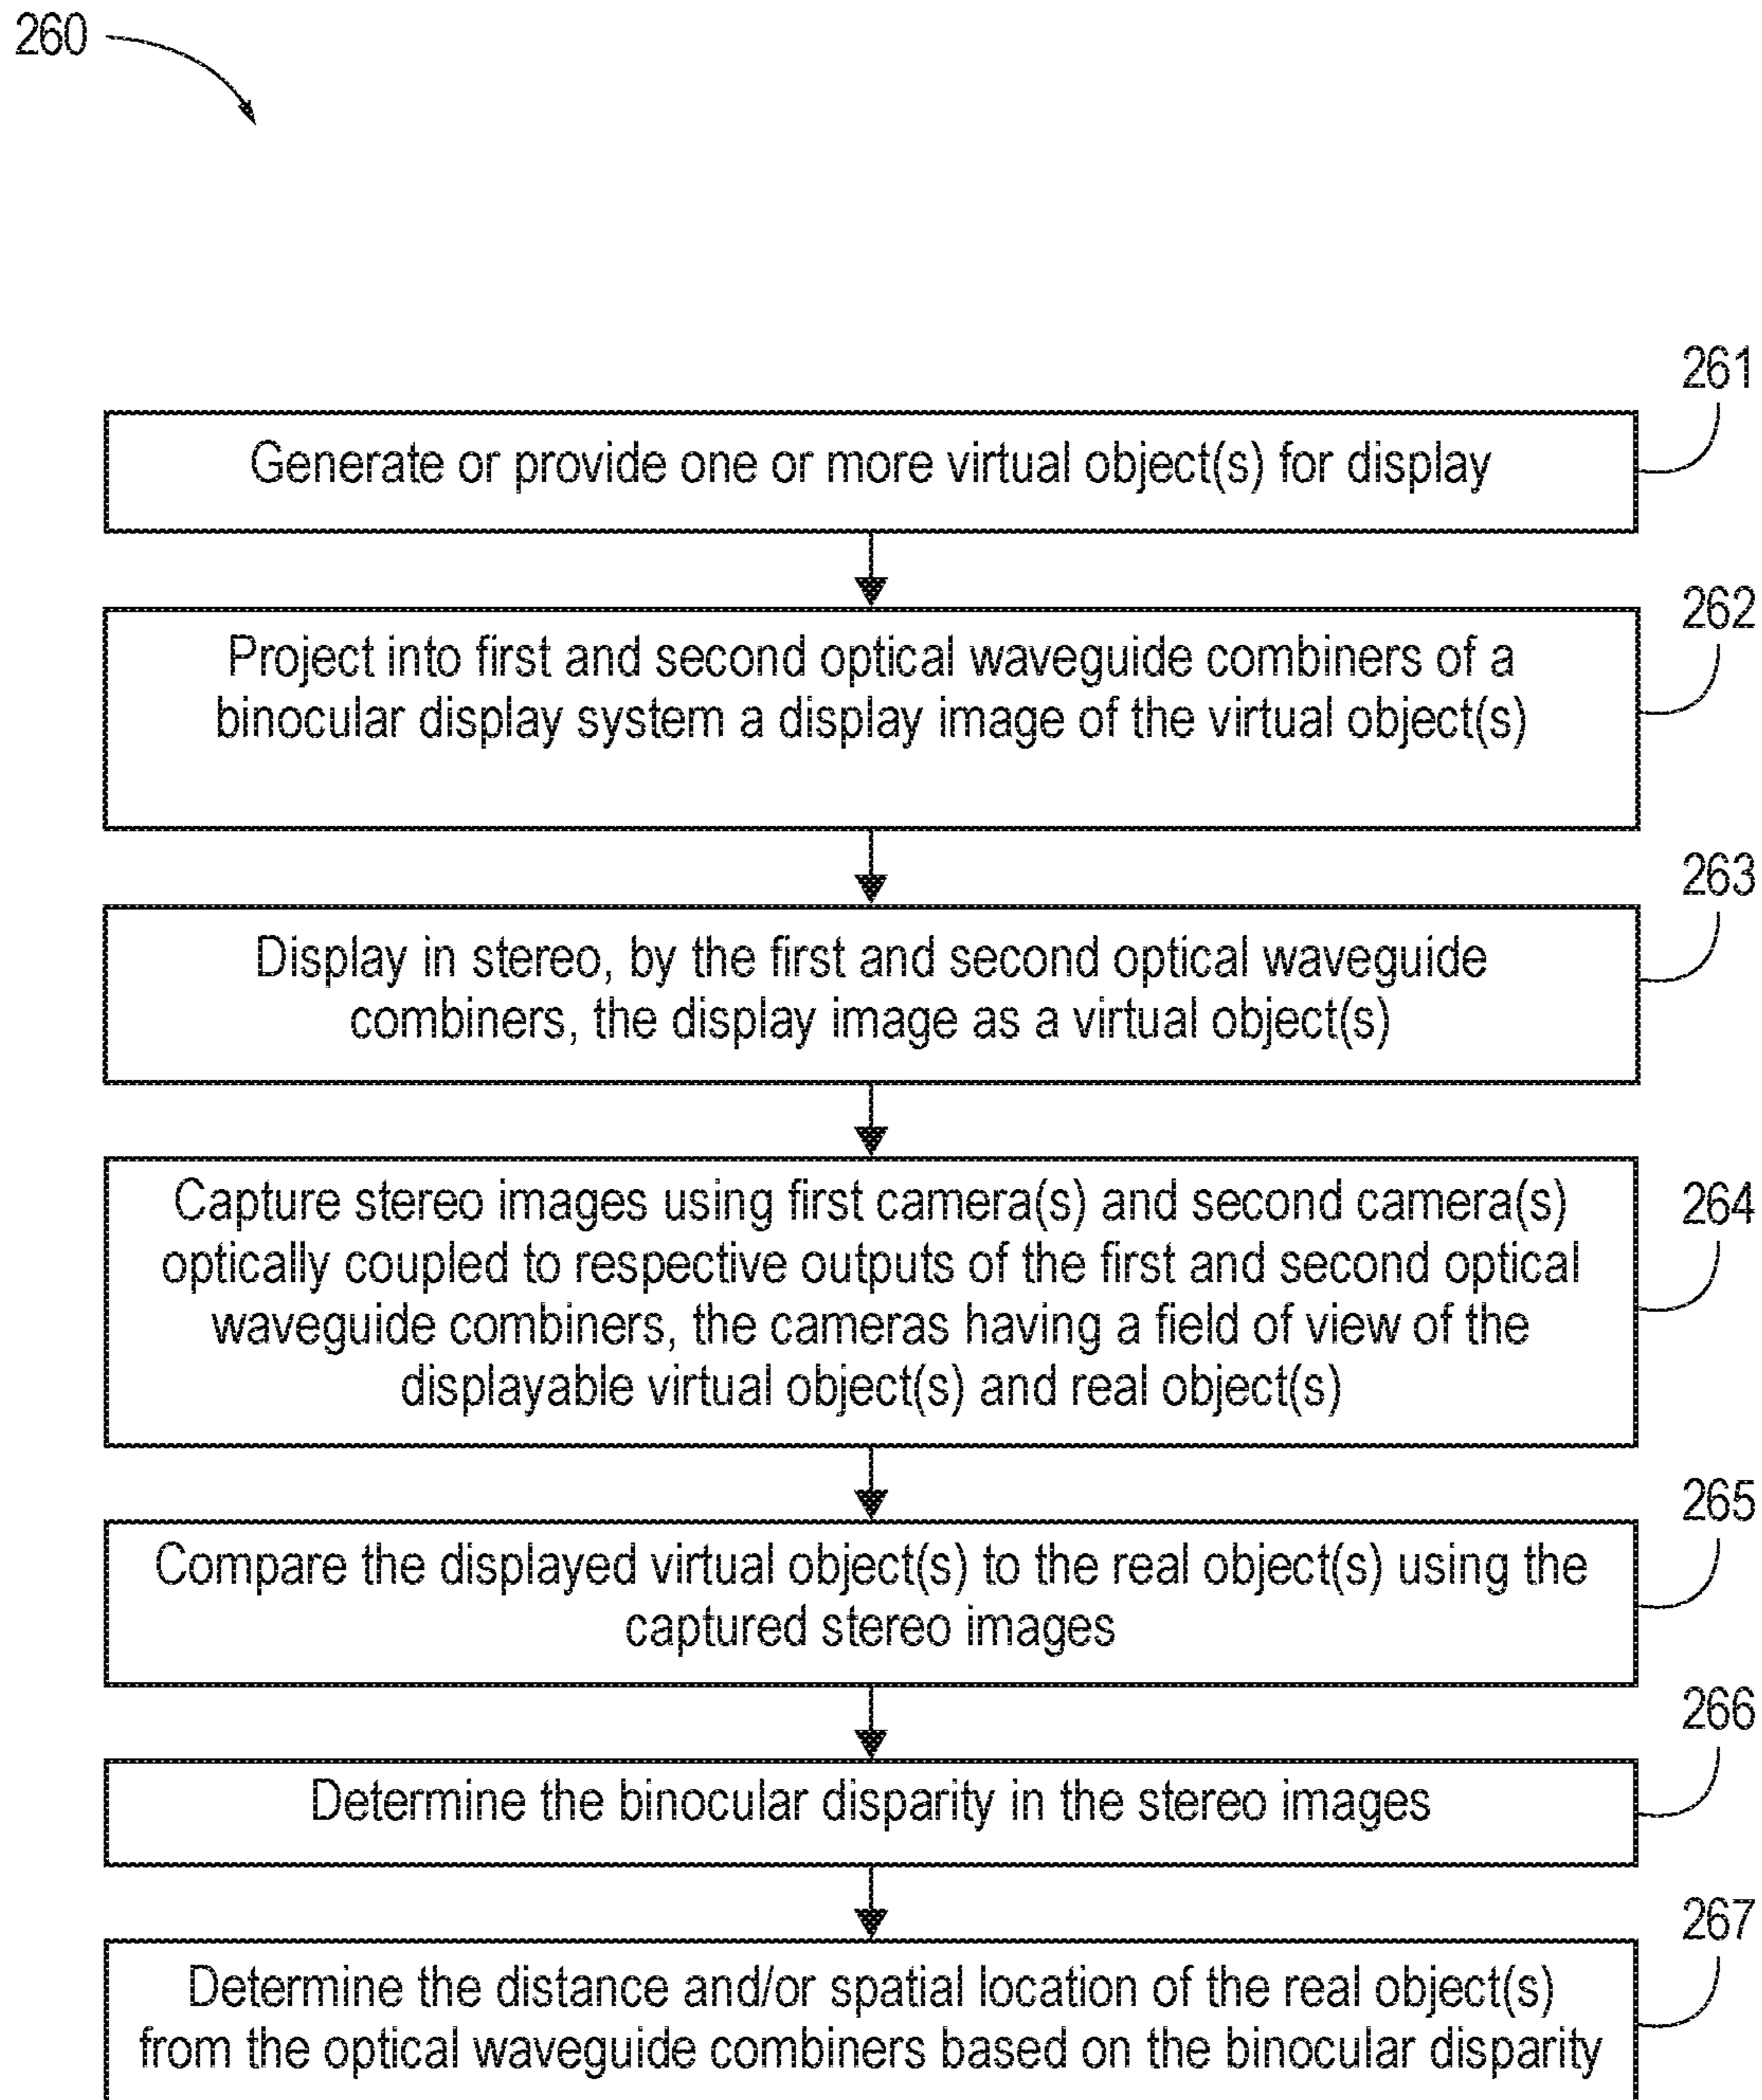 260
261
Generate or provide one or more virtual object(s) for display
262
Project into first and second optical waveguide combiners of a
binocular display system a display image of the virtual object(s)
263
Display in stereo, by the first and second optical waveguide
combiners, the display image as a virtual object(s)
264
Capture stereo images using first camera(s) and second camera(s)
optically coupled to respective outputs of the first and second optical
waveguide combiners, the cameras having a field of view of the
displayable virtual object(s) and real object(s)
265
Compare the displayed virtual object(s) to the real object(s) using the
captured stereo images
266
Determine the binocular disparity in the stereo images
267
Determine the distance and/or spatial location of the real object(s)
from the optical waveguide combiners based on the binocular disparity